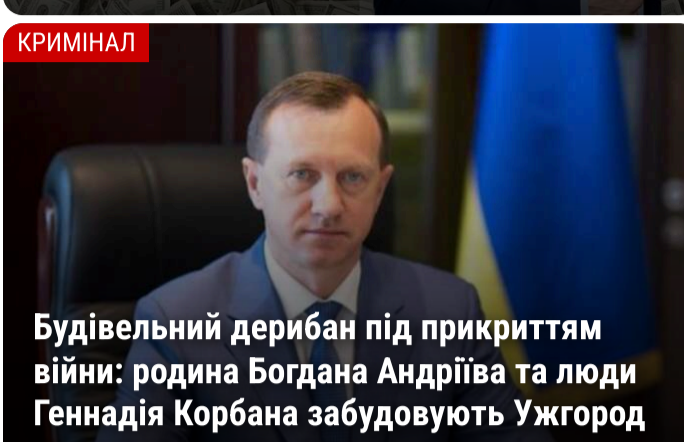 КРИМІНАЛ
Будівельний дерибан під прикриттям
війни: родина Богдана Андріїва та люди
Геннадія Корбана забудовують Ужгород